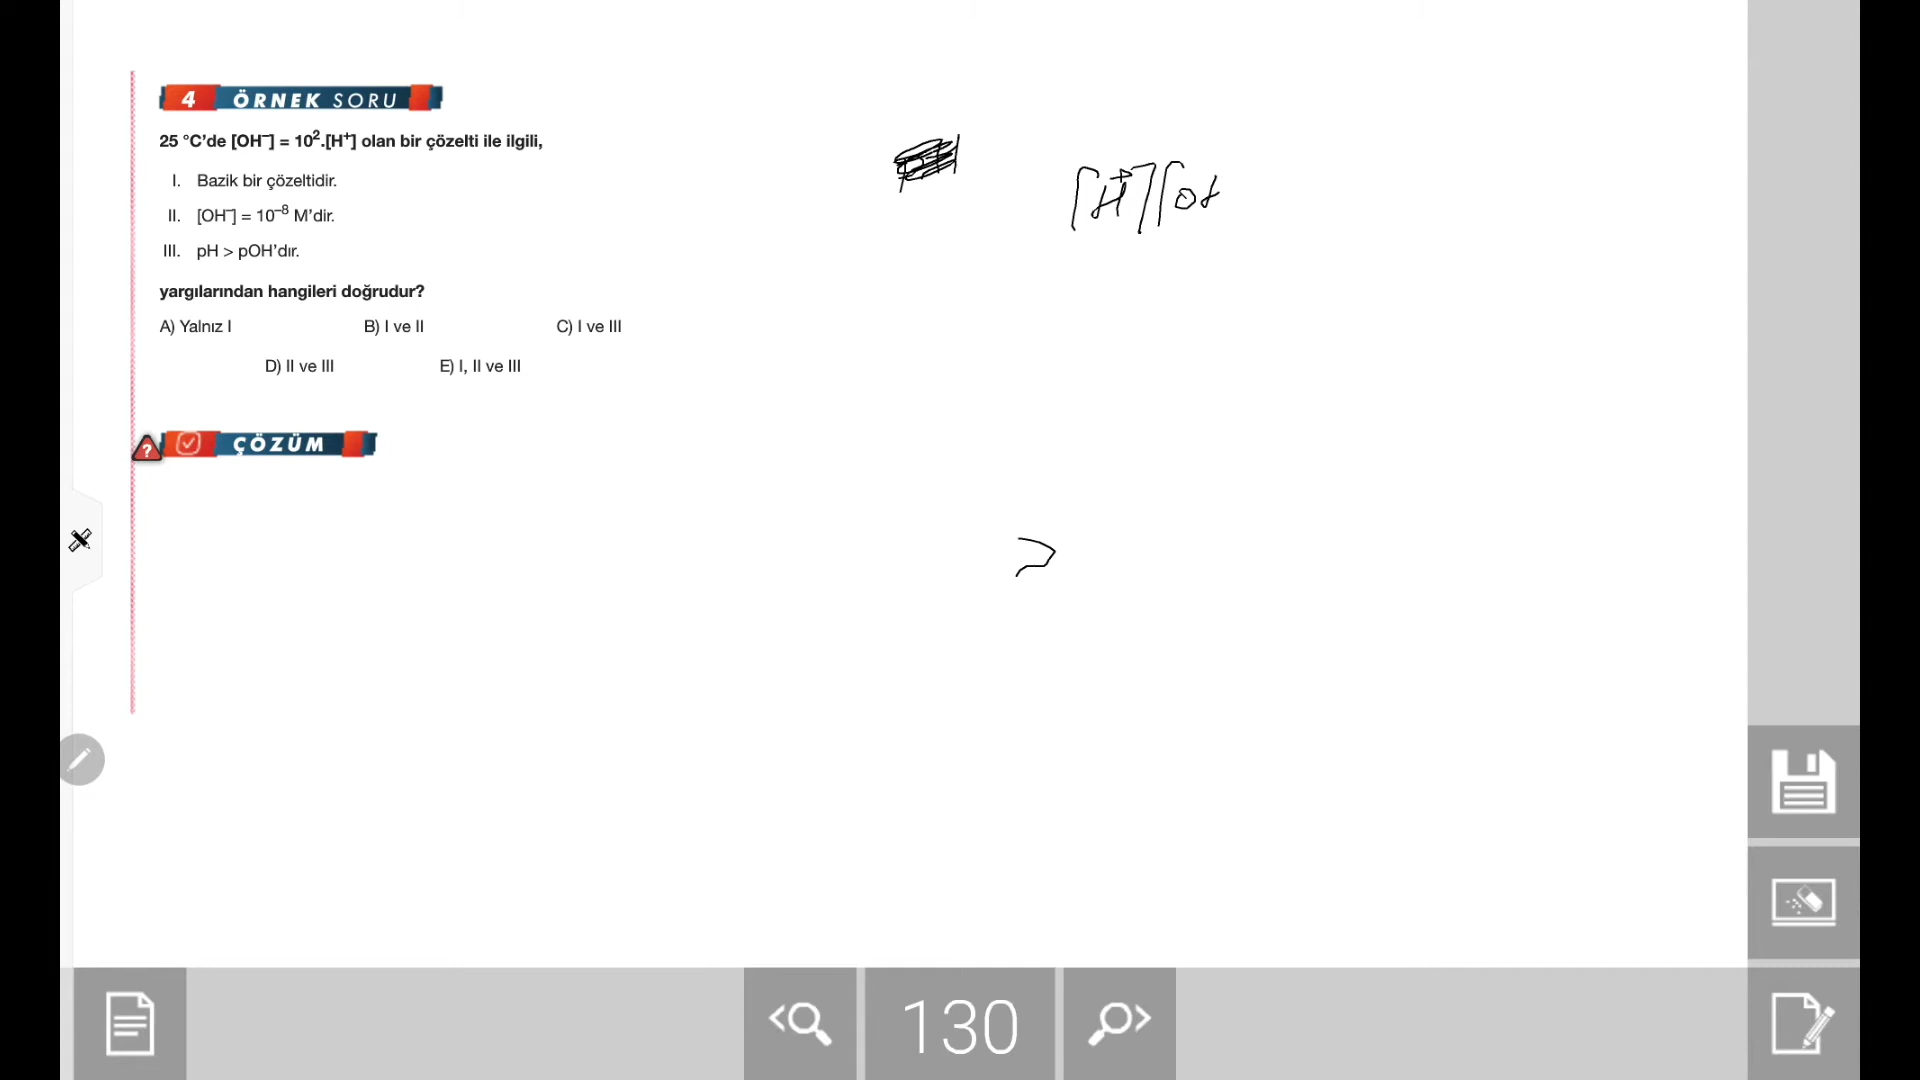 4 ÖRNEK SORU
25 °C’de [OH⁻] = 10².[H⁺] olan bir çözelti ile ilgili,
I. Bazik bir çözeltidir.
II. [OH⁻] = 10⁻⁸ M’dir.
III. pH > pOH’dır.
yargılarından hangileri doğrudur?
A) Yalnız I B) I ve II C) I ve III
D) II ve III E) I, II ve III
? ÇÖZÜM
[H⁺][OH
130